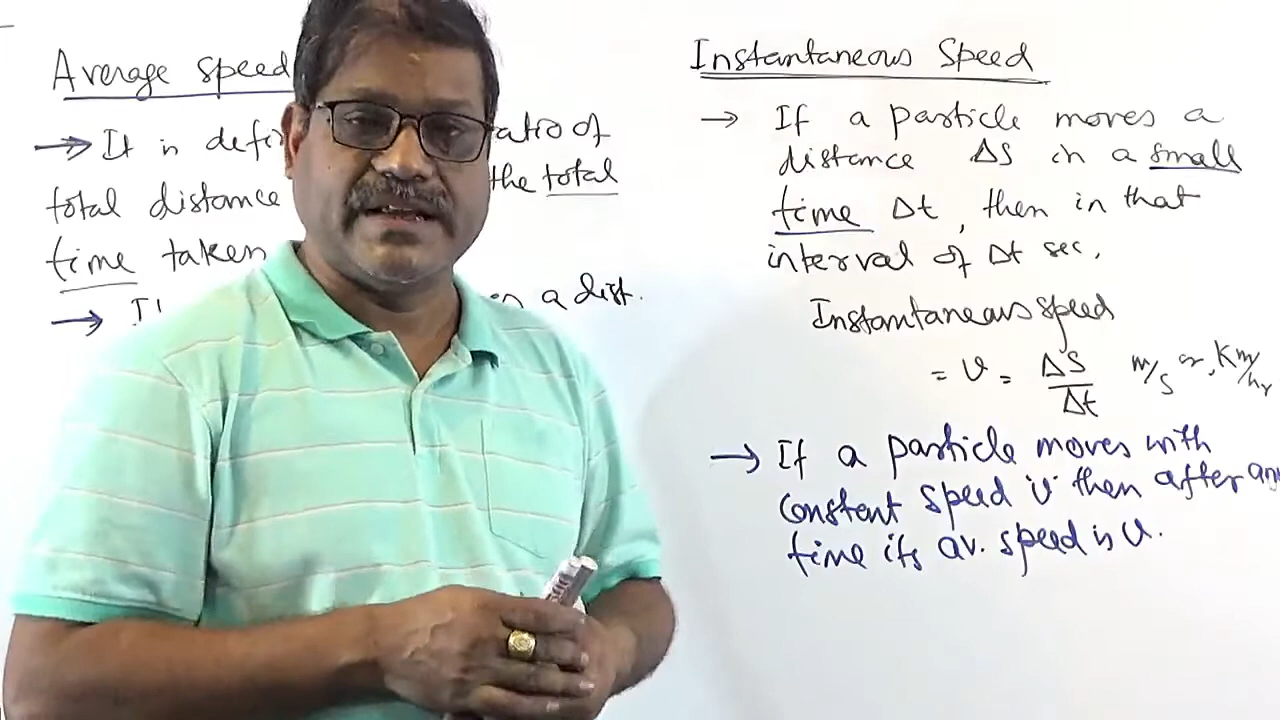 Average speed
→ It is defi atio of
total distance the total
time taken
→ a dist.
Instantaneous Speed
→ If a particle moves a
distance ΔS in a small
time Δt, then in that
interval of Δt sec,
Instantaneous speed
= v = ΔS/Δt m/s or, Km/hr
→ If a particle moves with
constent speed 'v' then after any
time its av. speed is v.